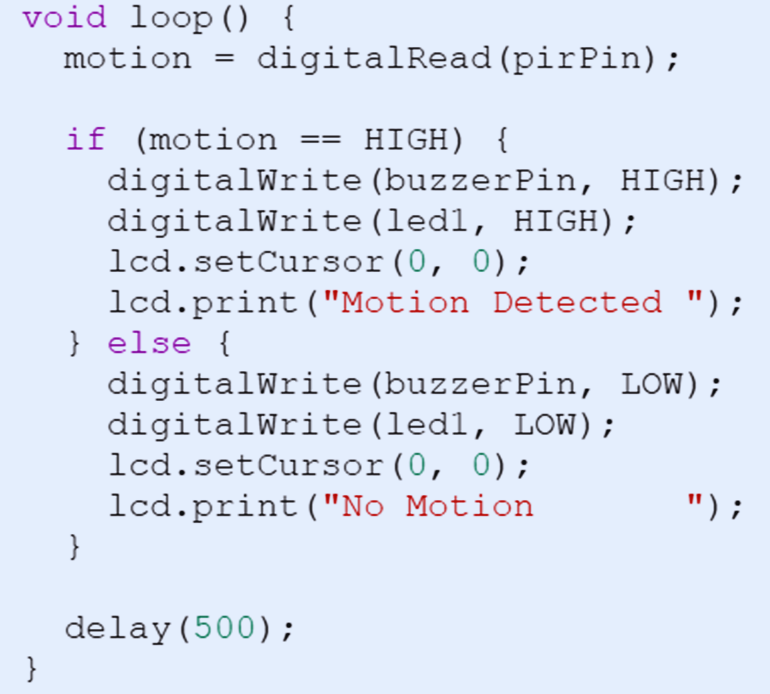 void loop() {
  motion = digitalRead(pirPin);

  if (motion == HIGH) {
    digitalWrite(buzzerPin, HIGH);
    digitalWrite(led1, HIGH);
    lcd.setCursor(0, 0);
    lcd.print("Motion Detected ");
  } else {
    digitalWrite(buzzerPin, LOW);
    digitalWrite(led1, LOW);
    lcd.setCursor(0, 0);
    lcd.print("No Motion       ");
  }

  delay(500);
}